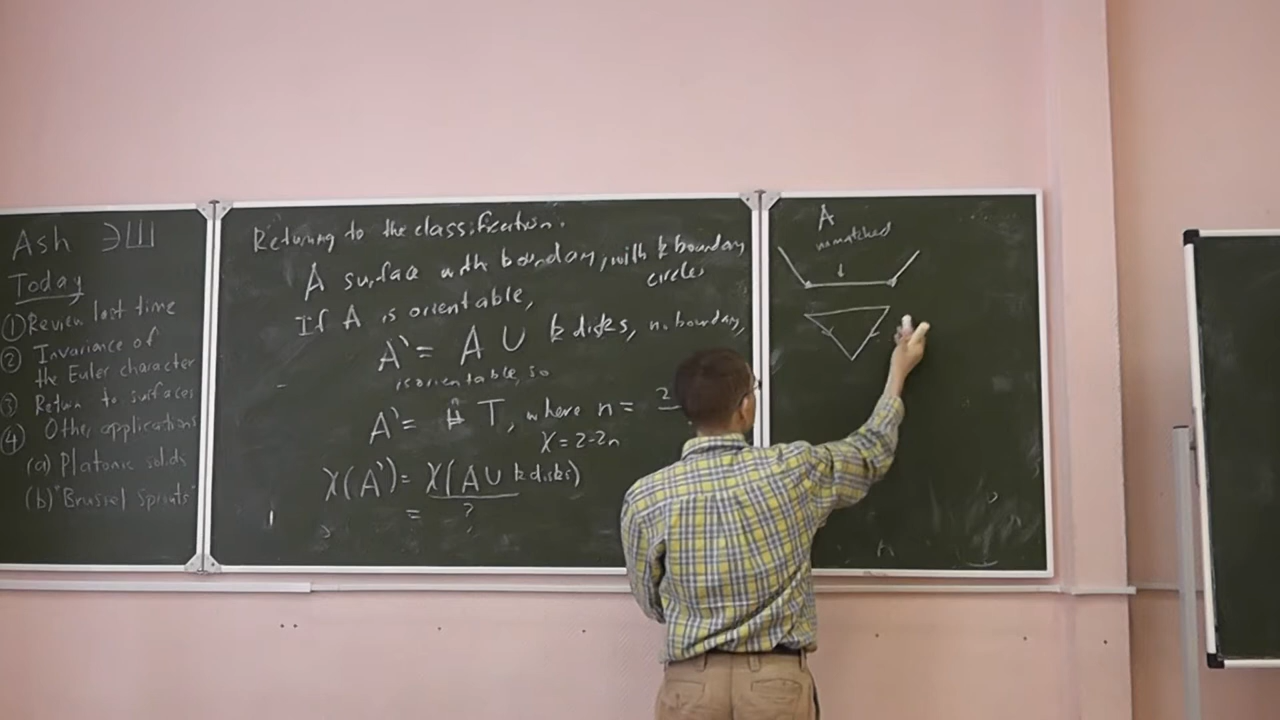 Ash ЭШ
Today
① Review last time
② Invariance of
the Euler character
③ Return to surfaces
④ Other applications
(a) Platonic solids
(b) "Brussel Sprouts"
Returning to the classification.
A surface with boundary, with k boundary
circles
If A is orientable,
A' = A ∪ k disks, no boundary,
is orientable, so
A' = # T, where n = 2
χ = 2-2n
χ(A') = χ(A ∪ k disks)
= ?
A
unmatched